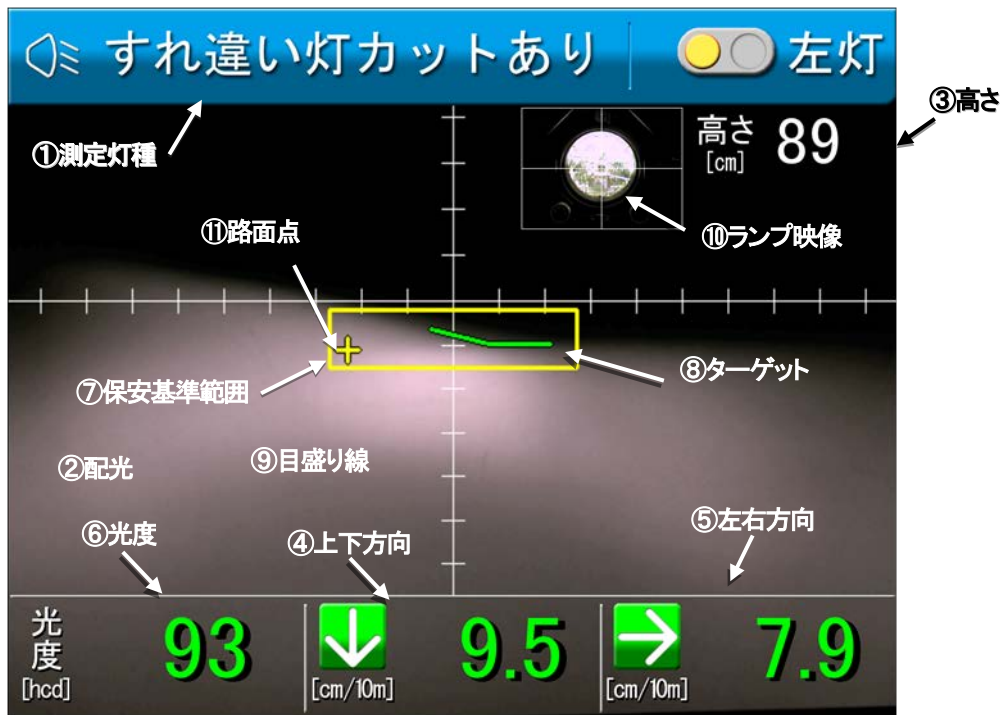 すれ違い灯カットあり 左灯
③高さ
①測定灯種
高さ
[cm]
89
⑪路面点
⑩ランプ映像
⑧ターゲット
⑦保安基準範囲
②配光
⑨目盛り線
⑥光度
④上下方向
⑤左右方向
光度
[hcd]
93
[cm/10m]
9.5
[cm/10m]
7.9